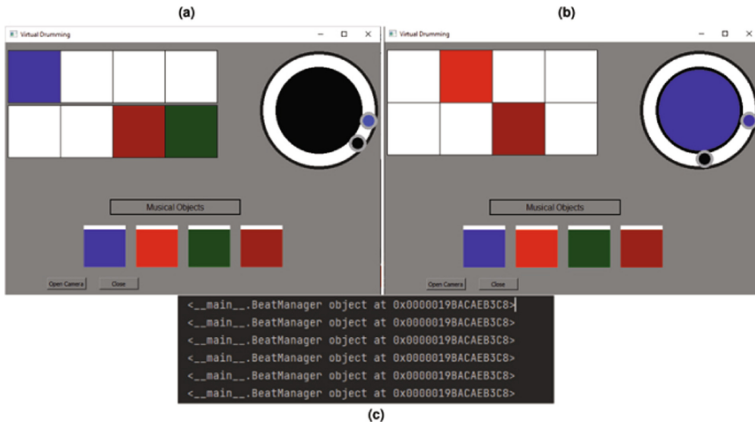 (a)
(b)
Virtual Drumming
Virtual Drumming
Musical Objects
Musical Objects
Open Camera
Close
Open Camera
Close
<__main__.BeatManager object at 0x0000019BACAEB3C8>
<__main__.BeatManager object at 0x0000019BACAEB3C8>
<__main__.BeatManager object at 0x0000019BACAEB3C8>
<__main__.BeatManager object at 0x0000019BACAEB3C8>
<__main__.BeatManager object at 0x0000019BACAEB3C8>
<__main__.BeatManager object at 0x0000019BACAEB3C8>
(c)